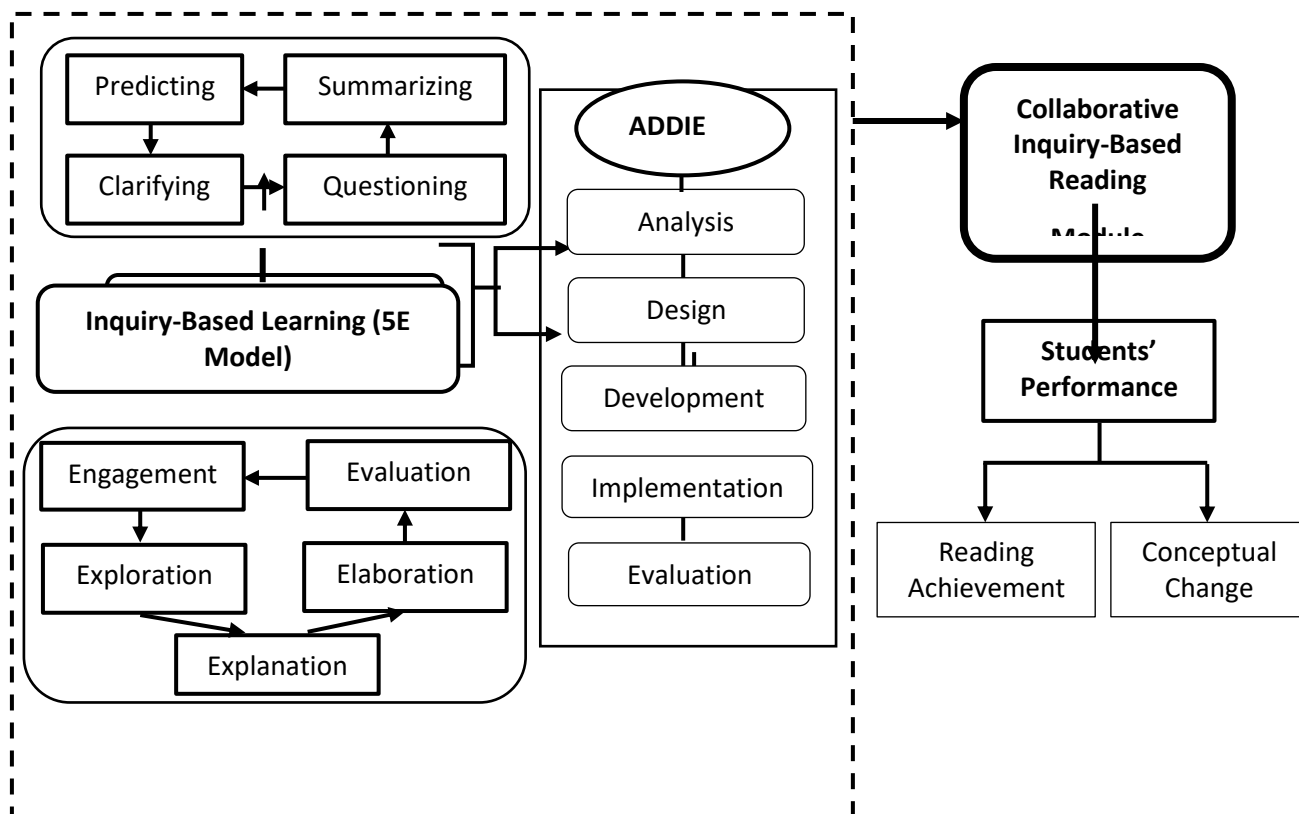 Predicting
Summarizing
Clarifying
Questioning
Inquiry-Based Learning (5E
Model)
Engagement
Evaluation
Exploration
Elaboration
Explanation
ADDIE
Analysis
Design
Development
Implementation
Evaluation
Collaborative
Inquiry-Based
Reading
Module
Students’
Performance
Reading
Achievement
Conceptual
Change